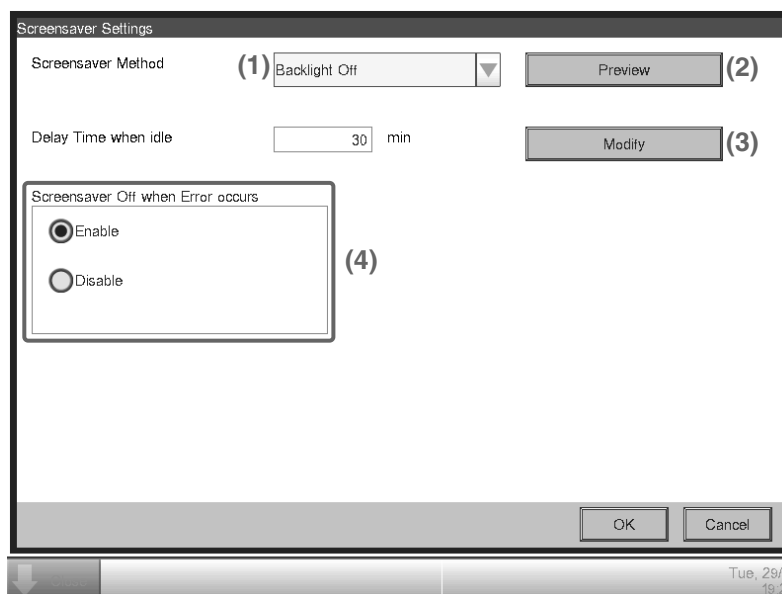 Screensaver Settings
Screensaver Method (1) Backlight Off Preview (2)
Delay Time when idle 30 min Modify (3)
Screensaver Off when Error occurs
Enable
(4)
Disable
OK Cancel
Tue, 29/